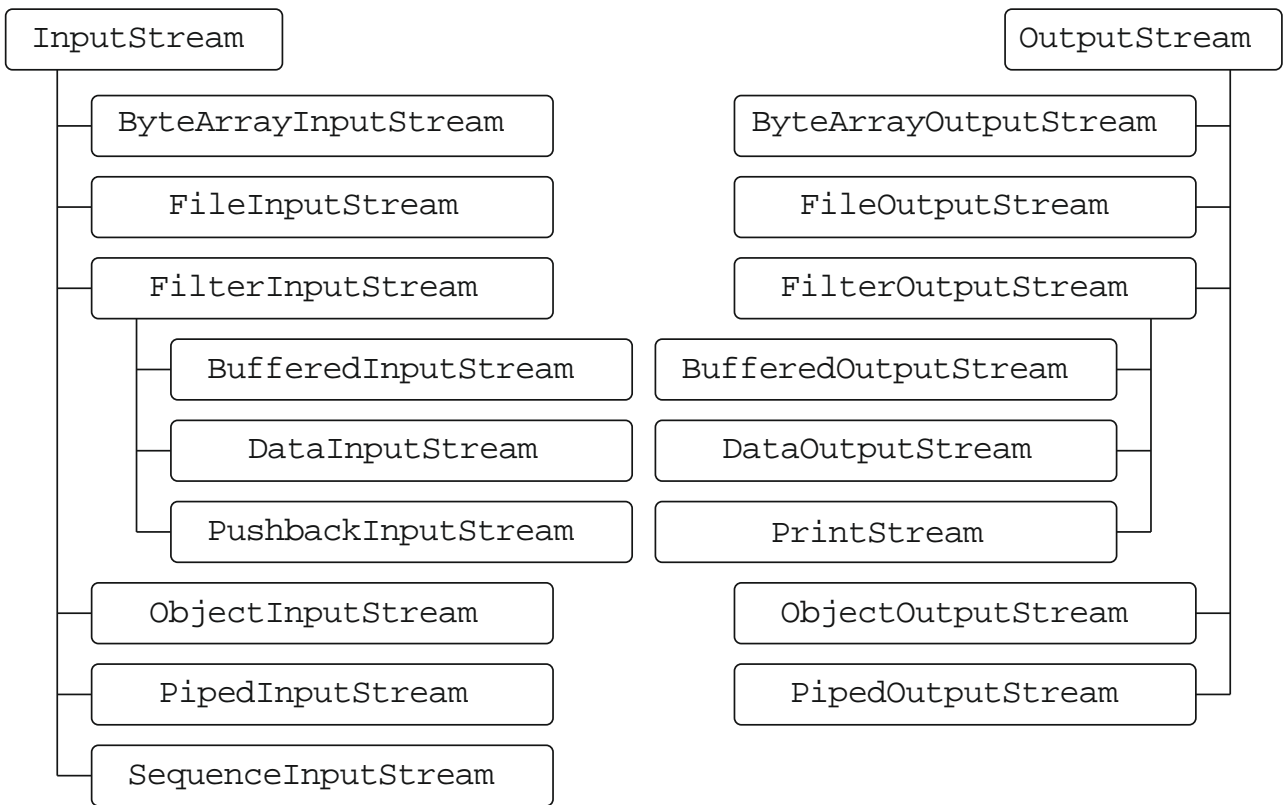 InputStream
OutputStream
ByteArrayInputStream
ByteArrayOutputStream
FileInputStream
FileOutputStream
FilterInputStream
FilterOutputStream
BufferedInputStream
BufferedOutputStream
DataInputStream
DataOutputStream
PushbackInputStream
PrintStream
ObjectInputStream
ObjectOutputStream
PipedInputStream
PipedOutputStream
SequenceInputStream